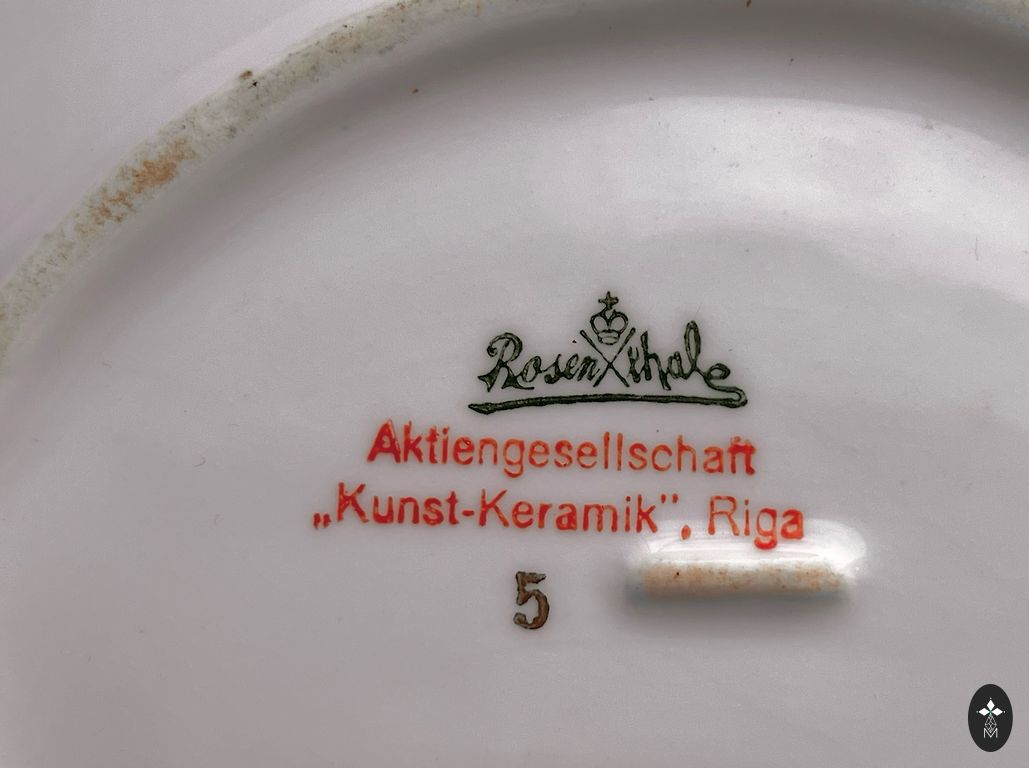 Rosenthal
Aktiengesellschaft
„Kunst-Keramik”, Riga
5
M